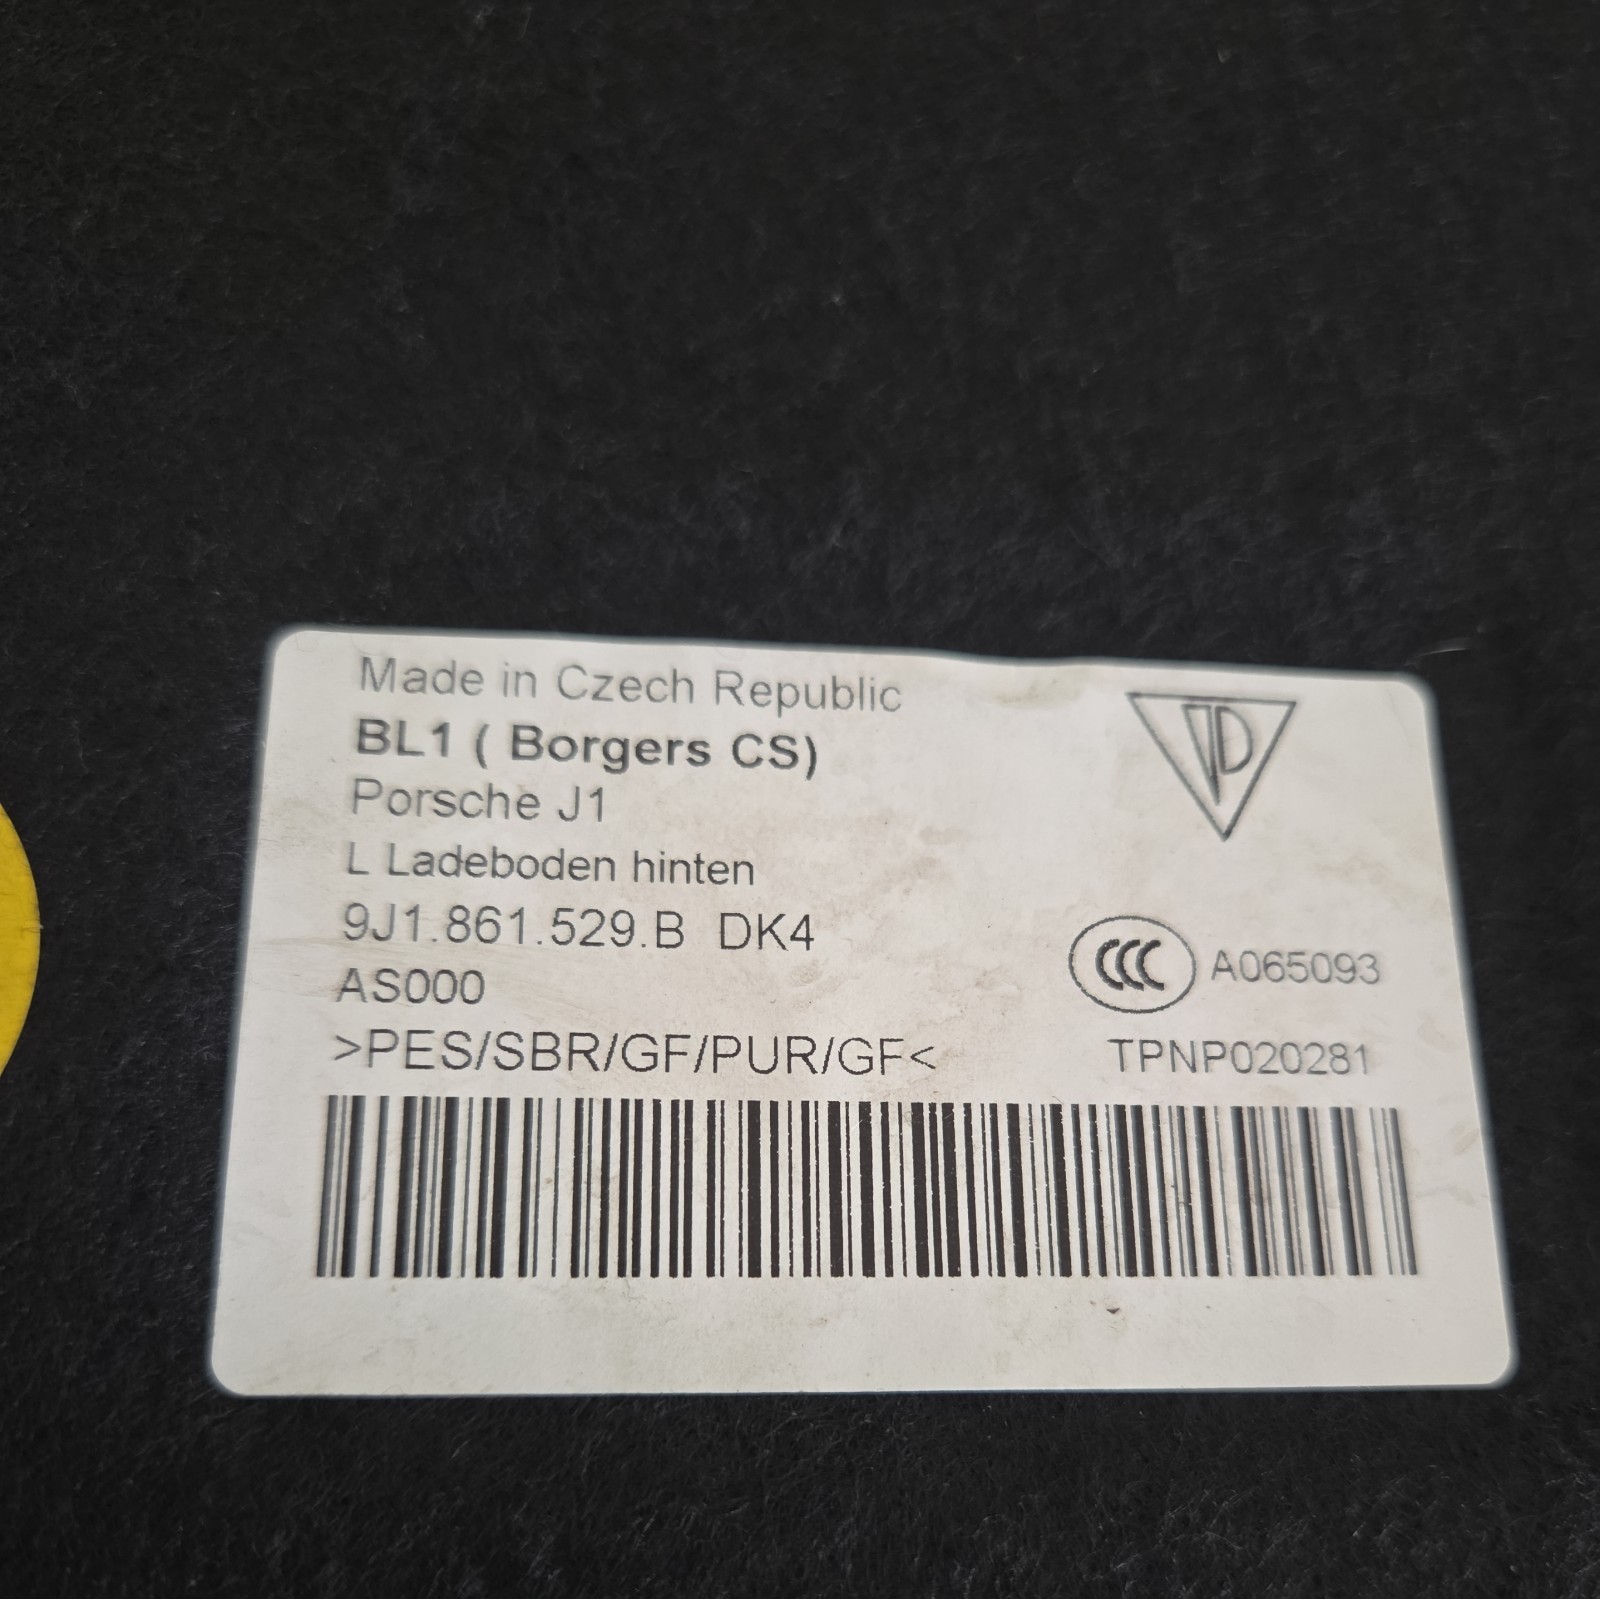 Made in Czech Republic
BL1 ( Borgers CS)
Porsche J1
L Ladeboden hinten
9J1.861.529.B DK4
AS000
CCC A065093
>PES/SBR/GF/PUR/GF<
TPNP020281